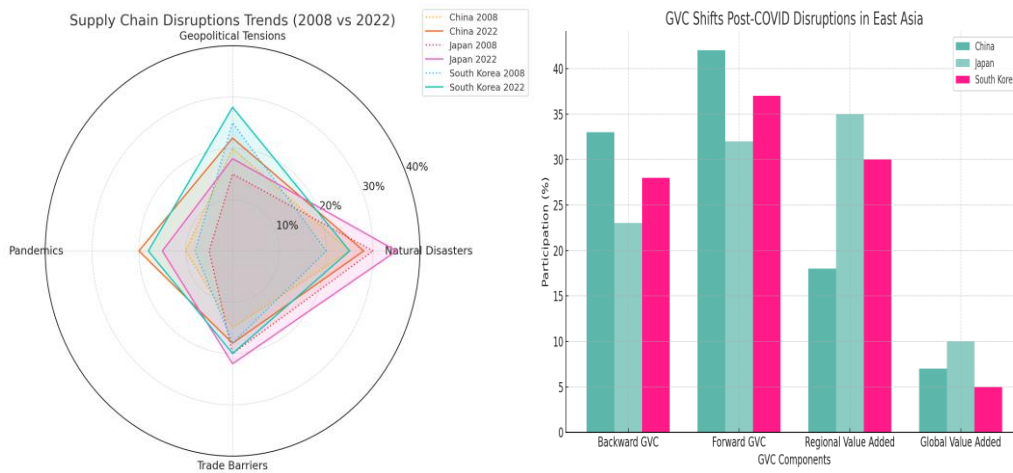 Supply Chain Disruptions Trends (2008 vs 2022)
Geopolitical Tensions
China 2008
China 2022
Japan 2008
Japan 2022
South Korea 2008
South Korea 2022
40%
30%
20%
10%
Pandemics
Natural Disasters
Trade Barriers
GVC Shifts Post-COVID Disruptions in East Asia
China
Japan
South Kore
Participation (%)
40
35
30
25
20
15
10
5
0
Backward GVC
Forward GVC
Regional Value Added
Global Value Added
GVC Components